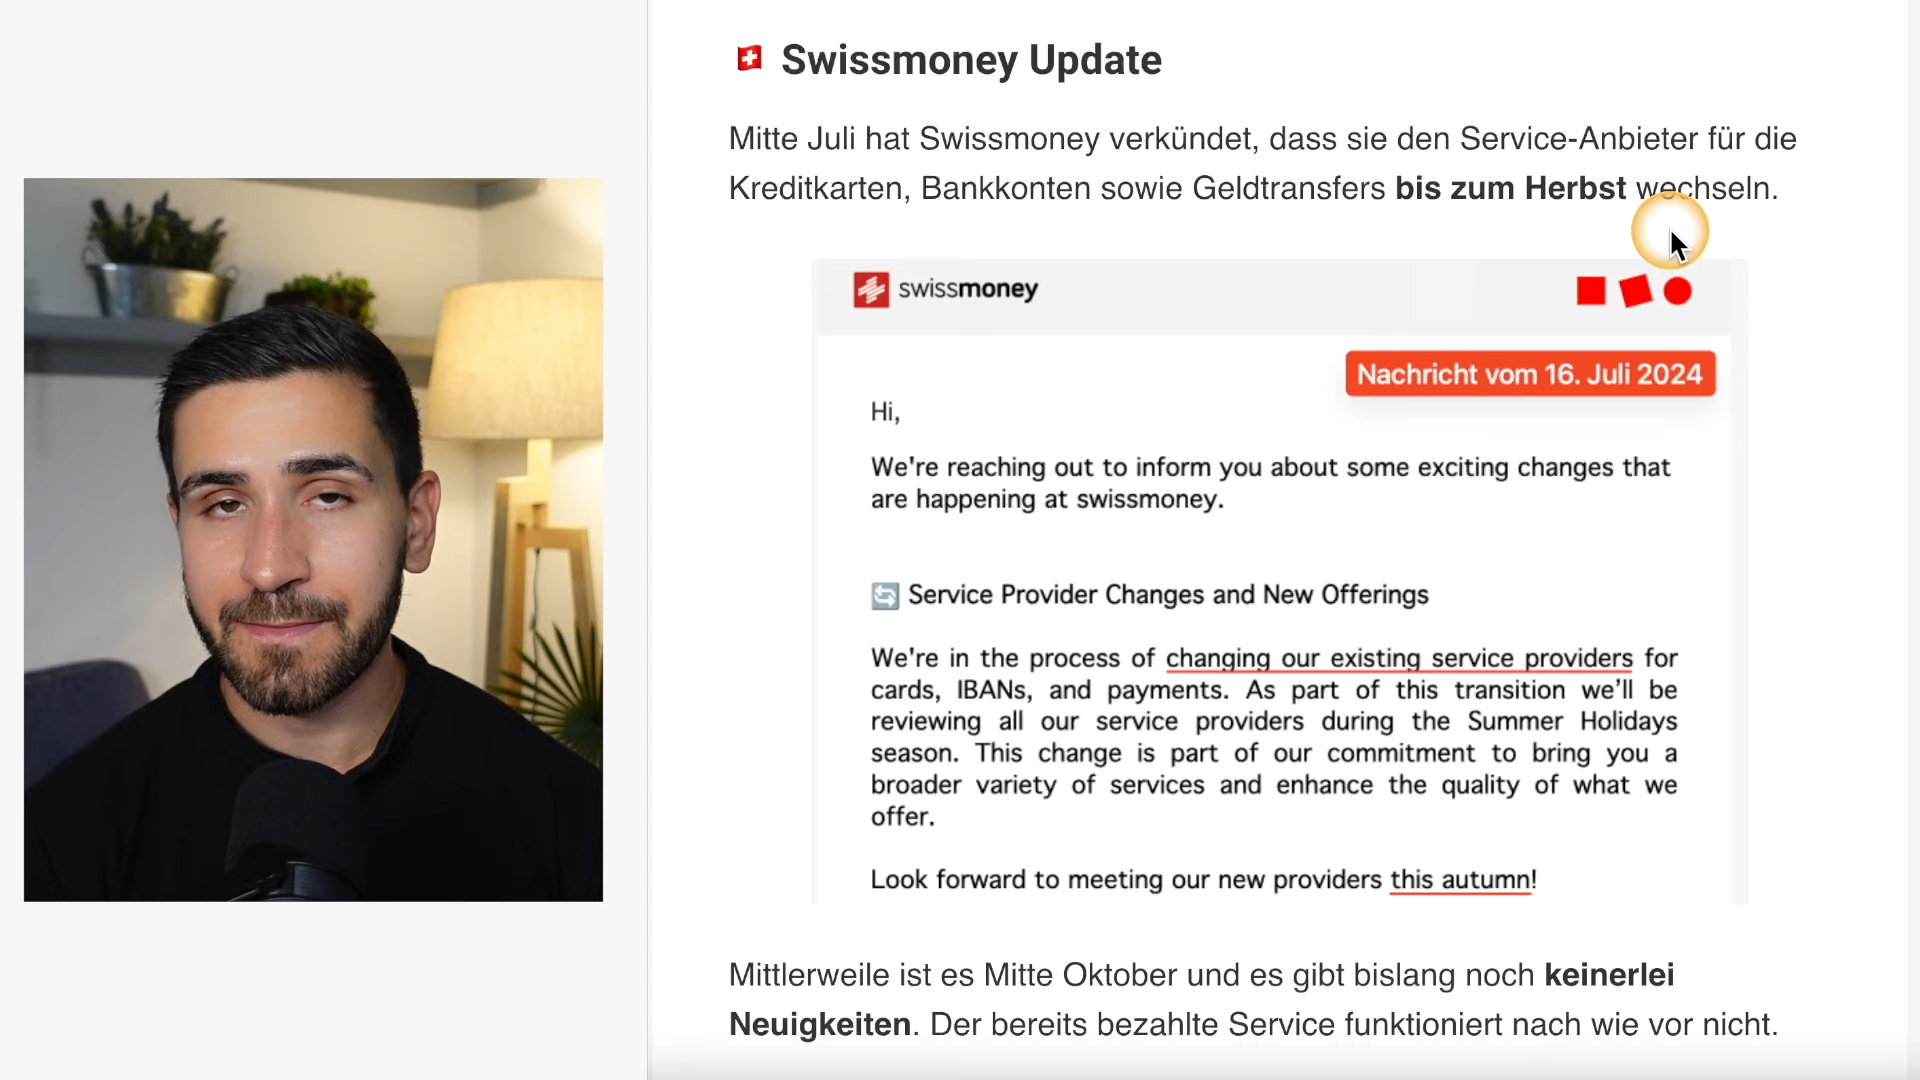 Swissmoney Update
Mitte Juli hat Swissmoney verkündet, dass sie den Service-Anbieter für die
Kreditkarten, Bankkonten sowie Geldtransfers bis zum Herbst wechseln.
swissmoney
Nachricht vom 16. Juli 2024
Hi,
We're reaching out to inform you about some exciting changes that
are happening at swissmoney.
Service Provider Changes and New Offerings
We're in the process of changing our existing service providers for
cards, IBANs, and payments. As part of this transition we’ll be
reviewing all our service providers during the Summer Holidays
season. This change is part of our commitment to bring you a
broader variety of services and enhance the quality of what we
offer.
Look forward to meeting our new providers this autumn!
Mittlerweile ist es Mitte Oktober und es gibt bislang noch keinerlei
Neuigkeiten. Der bereits bezahlte Service funktioniert nach wie vor nicht.